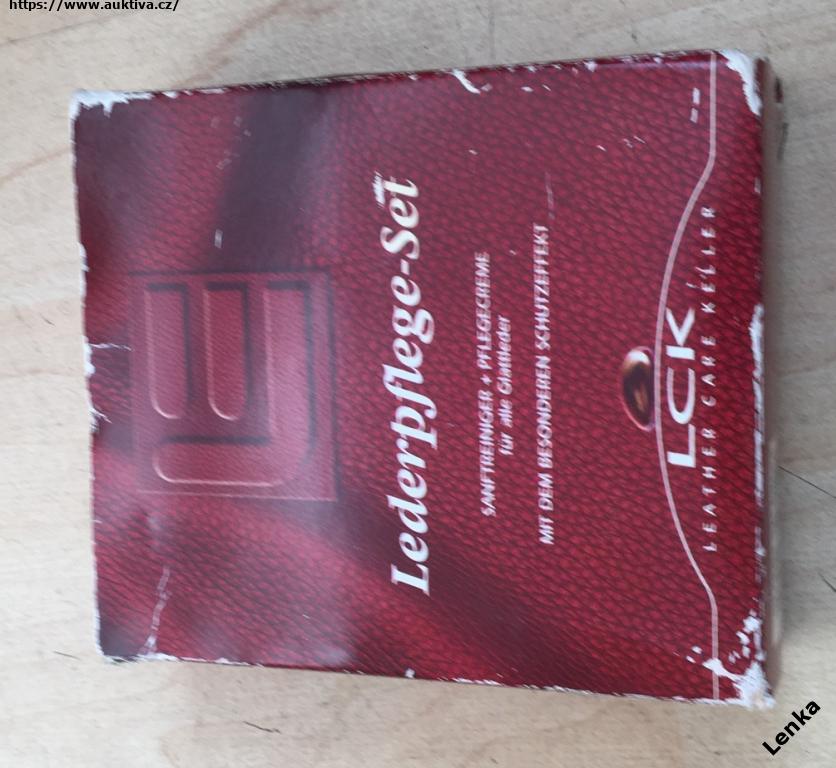 https://www.auktiva.cz/
Lederpflege-Set
SANFTREINIGER + PFLEGECREME
für alle Glattleder
MIT DEM BESONDEREN SCHUTZEFFEKT
LCK
LEATHER CARE KELLER
Lenka